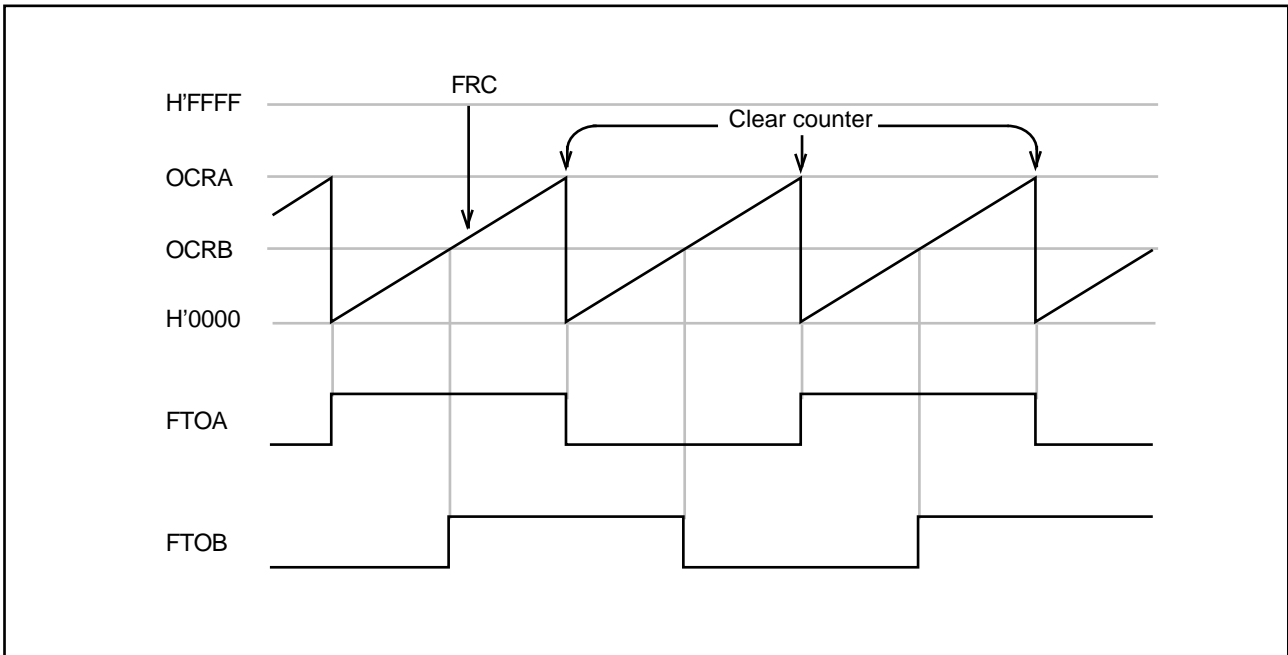 FRC
H'FFFF
Clear counter
OCRA
OCRB
H'0000
FTOA
FTOB